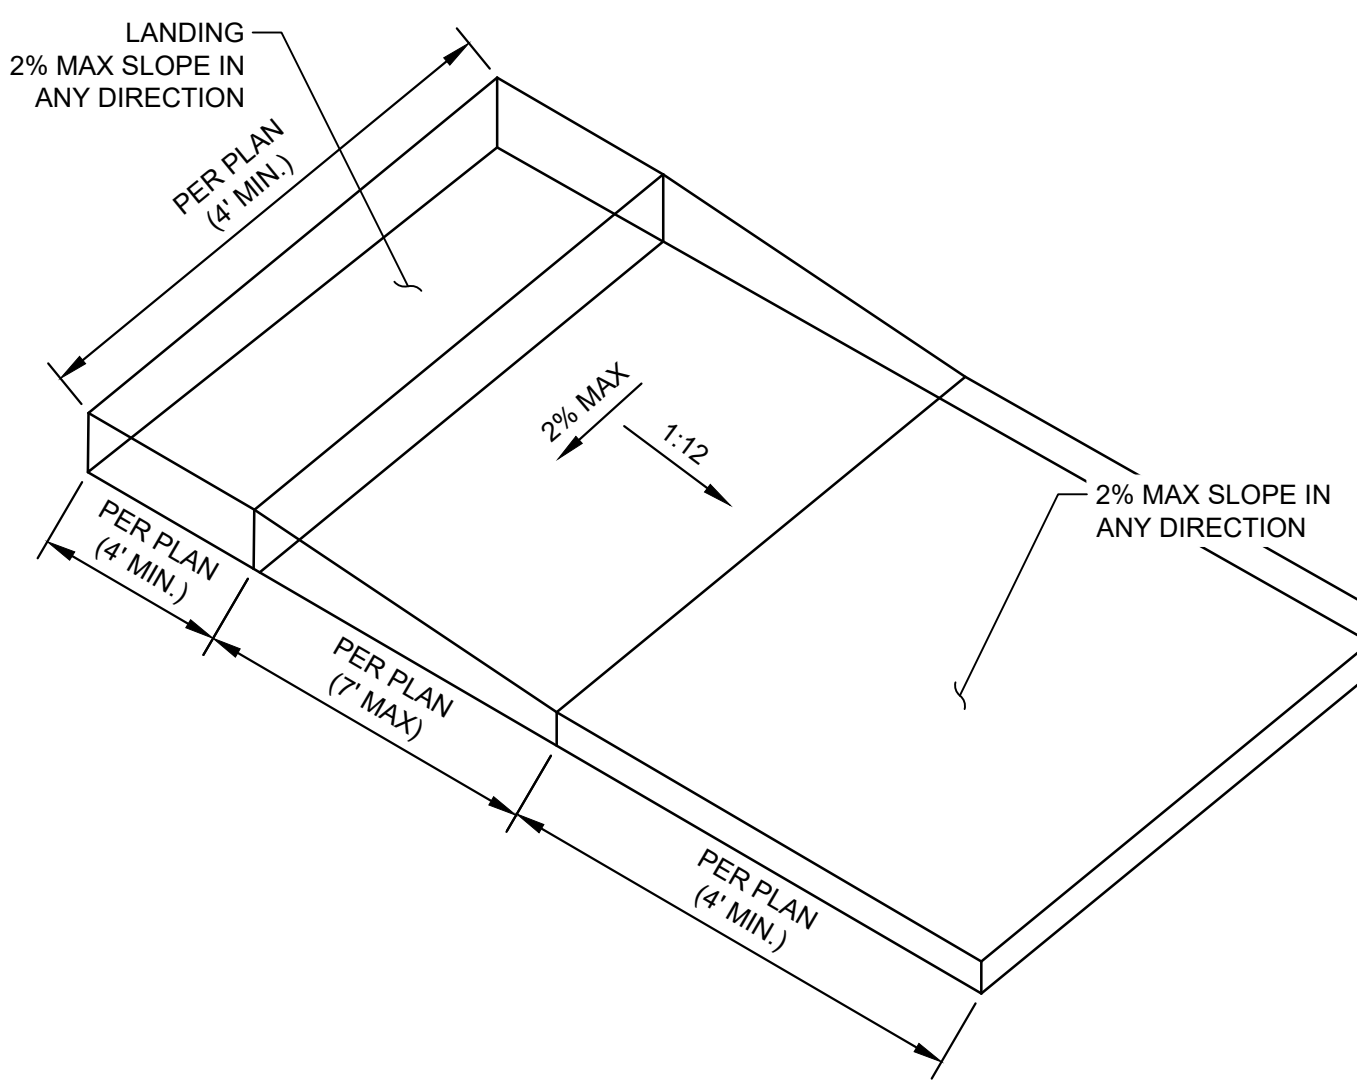 LANDING
2% MAX SLOPE IN
ANY DIRECTION
PER PLAN
(4' MIN.)
2% MAX
1:12
2% MAX SLOPE IN
ANY DIRECTION
PER PLAN
(4' MIN.)
PER PLAN
(7' MAX)
PER PLAN
(4' MIN.)